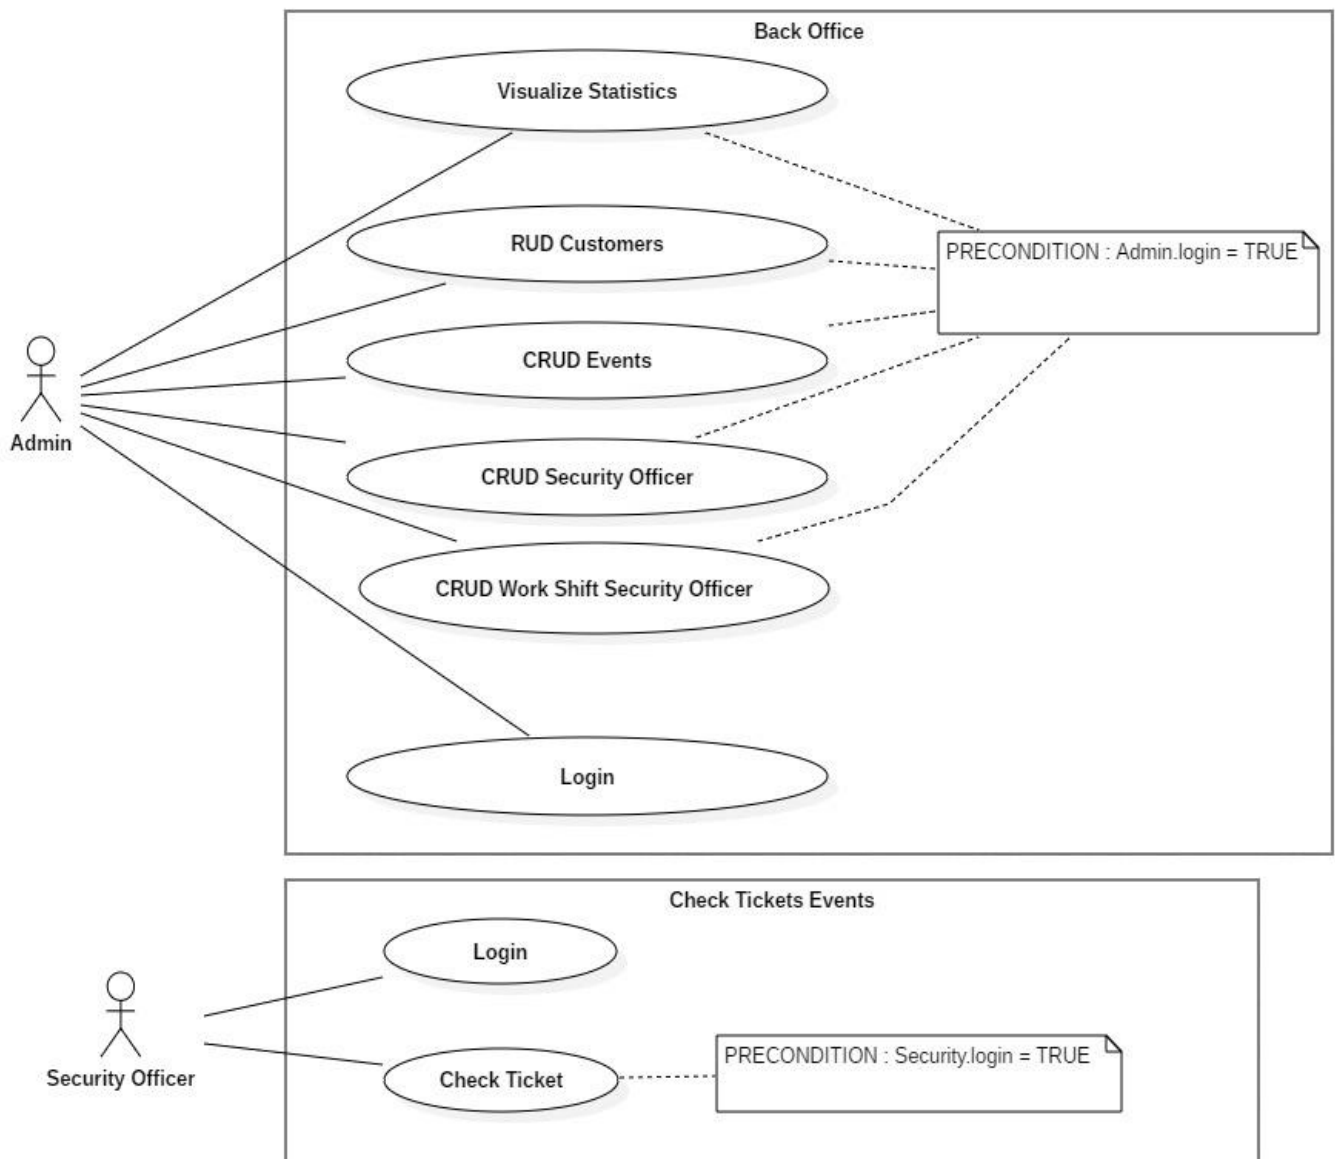 Back Office
Visualize Statistics
RUD Customers
PRECONDITION : Admin.login = TRUE
CRUD Events
Admin
CRUD Security Officer
CRUD Work Shift Security Officer
Login
Check Tickets Events
Login
Security Officer
Check Ticket
PRECONDITION : Security.login = TRUE